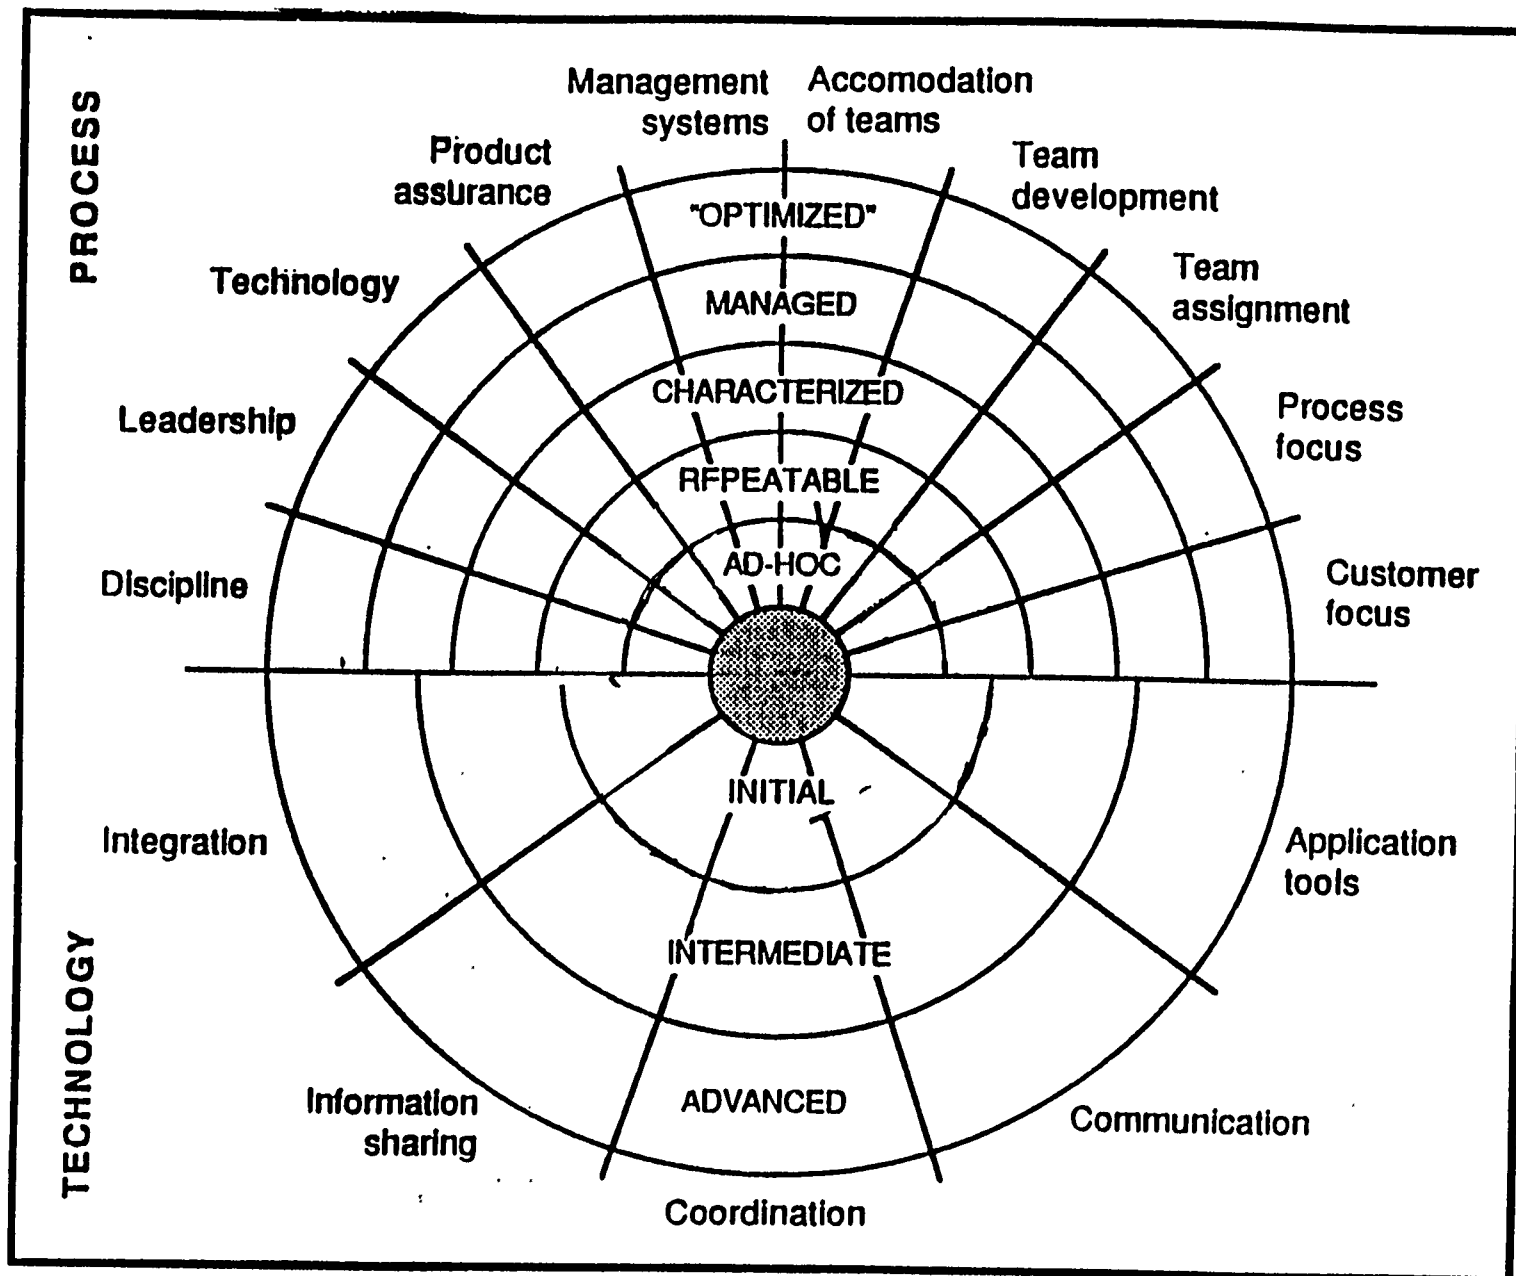 PROCESS
Management
systems
Accomodation
of teams
Product
assurance
Team
development
"OPTIMIZED"
Technology
Team
assignment
MANAGED
CHARACTERIZED
Leadership
Process
focus
RFPEATABLE
AD-HOC
Discipline
Customer
focus
INITIAL
Integration
Application
tools
INTERMEDIATE
TECHNOLOGY
ADVANCED
Information
sharing
Communication
Coordination